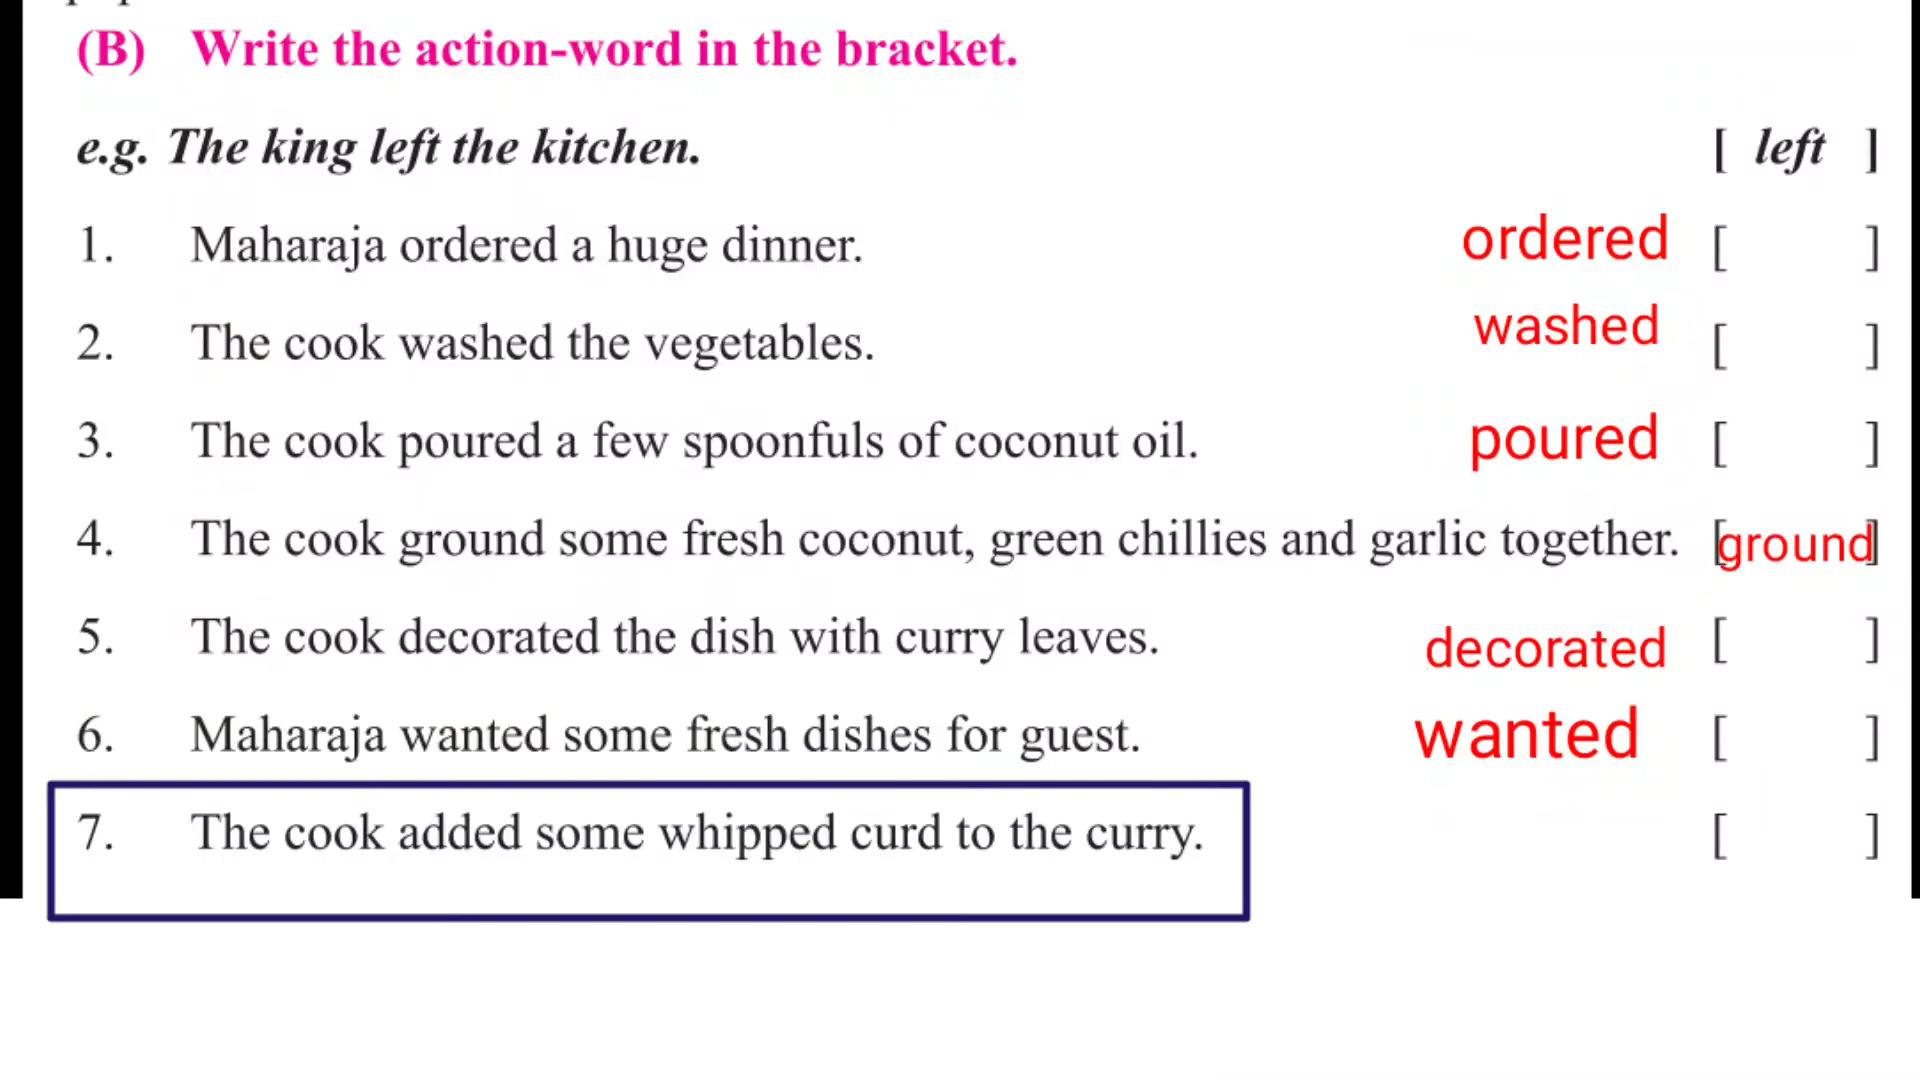 (B) Write the action-word in the bracket.
e.g. The king left the kitchen. [ left ]
1. Maharaja ordered a huge dinner. ordered [ ]
2. The cook washed the vegetables. washed [ ]
3. The cook poured a few spoonfuls of coconut oil. poured [ ]
4. The cook ground some fresh coconut, green chillies and garlic together. [ground]
5. The cook decorated the dish with curry leaves. decorated [ ]
6. Maharaja wanted some fresh dishes for guest. wanted [ ]
7. The cook added some whipped curd to the curry. [ ]